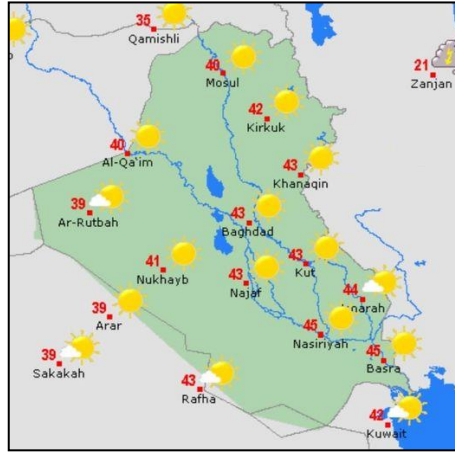 35
Qamishli
40
Mosul
21
Zanjan
42
Kirkuk
40
Al-Qa'im
43
Khanaqin
39
Ar-Rutbah
43
Baghdad
41
Nukhayb
43
Kut
43
Najaf
44
Amarah
39
Arar
45
Nasiriyah
39
Sakakah
45
Basra
43
Rafha
42
Kuwait